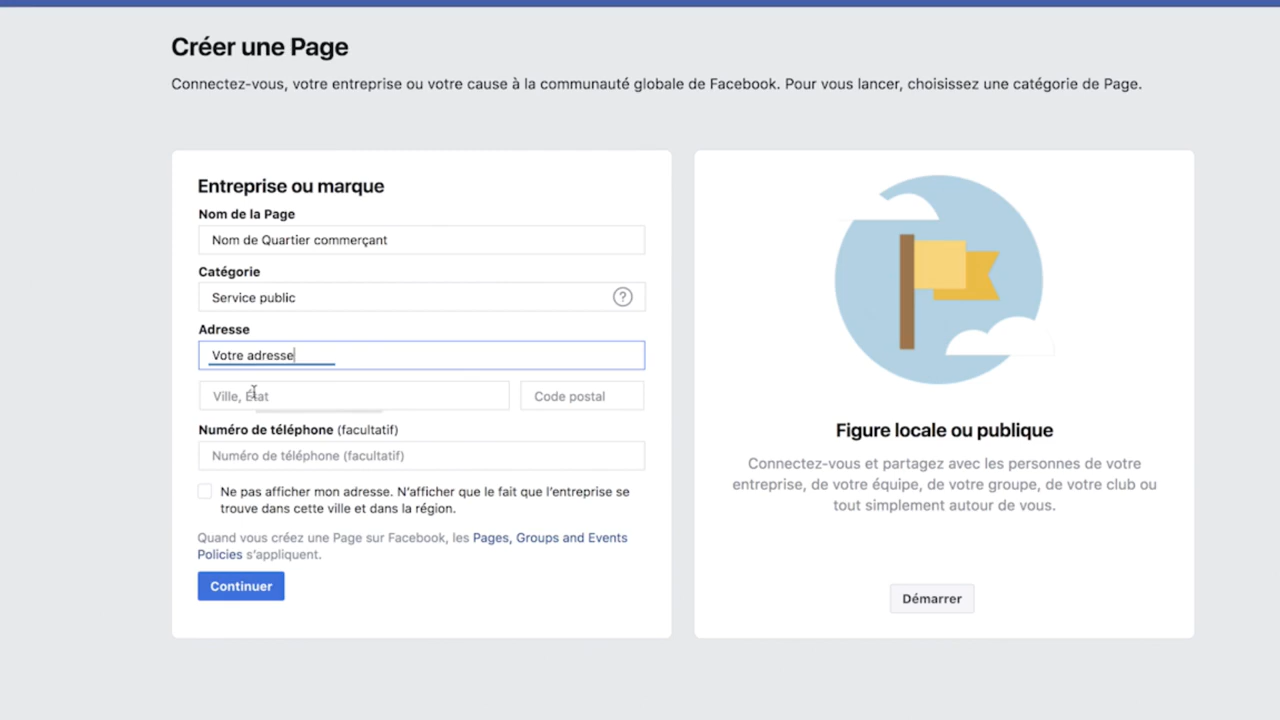 Créer une Page
Connectez-vous, votre entreprise ou votre cause à la communauté globale de Facebook. Pour vous lancer, choisissez une catégorie de Page.
Entreprise ou marque
Nom de la Page
Nom de Quartier commerçant
Catégorie
Service public
?
Adresse
Votre adresse
Ville, État
Code postal
Numéro de téléphone (facultatif)
Numéro de téléphone (facultatif)
Ne pas afficher mon adresse. N'afficher que le fait que l'entreprise se
trouve dans cette ville et dans la région.
Quand vous créez une Page sur Facebook, les Pages, Groups and Events
Policies s'appliquent.
Continuer
Figure locale ou publique
Connectez-vous et partagez avec les personnes de votre
entreprise, de votre équipe, de votre groupe, de votre club ou
tout simplement autour de vous.
Démarrer